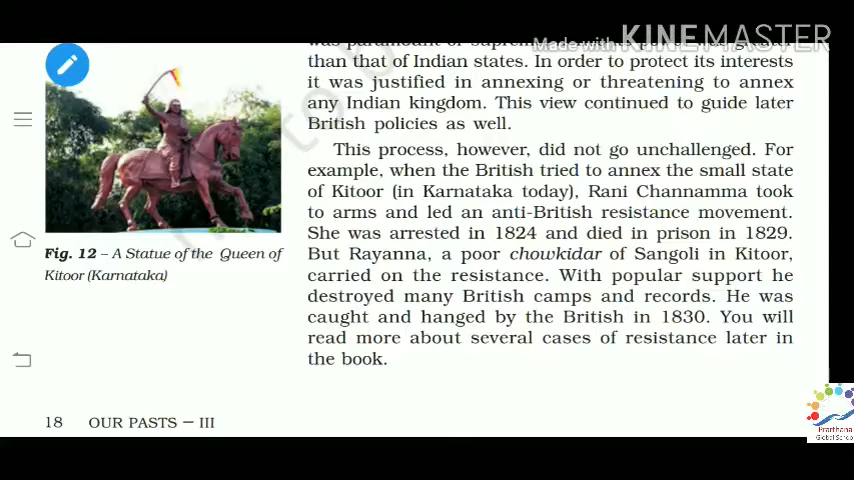 Made with KINEMASTER
was paramount or suprem
than that of Indian states. In order to protect its interests
it was justified in annexing or threatening to annex
any Indian kingdom. This view continued to guide later
British policies as well.
This process, however, did not go unchallenged. For
example, when the British tried to annex the small state
of Kitoor (in Karnataka today), Rani Channamma took
to arms and led an anti-British resistance movement.
She was arrested in 1824 and died in prison in 1829.
But Rayanna, a poor chowkidar of Sangoli in Kitoor,
carried on the resistance. With popular support he
destroyed many British camps and records. He was
caught and hanged by the British in 1830. You will
read more about several cases of resistance later in
the book.
Fig. 12 – A Statue of the Queen of
Kitoor (Karnataka)
18 OUR PASTS – III
Prarthana
Global School